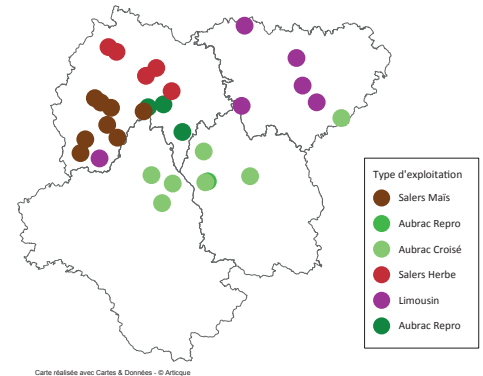 Type d'exploitation
Salers Maïs
Aubrac Repro
Aubrac Croisé
Salers Herbe
Limousin
Aubrac Repro
Carte réalisée avec Cartes & Données - © Articque